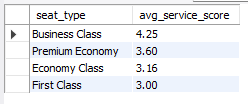 seat_type avg_service_score
Business Class 4.25
Premium Economy 3.60
Economy Class 3.16
First Class 3.00